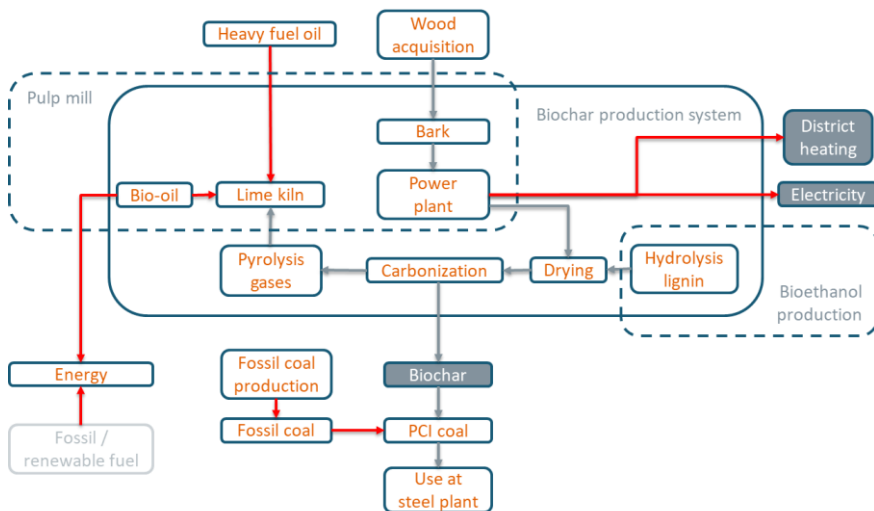 Heavy fuel oil
Wood
acquisition
Pulp mill
Biochar production system
Bark
District
heating
Bio-oil
Lime kiln
Power
plant
Electricity
Pyrolysis
gases
Carbonization
Drying
Hydrolysis
lignin
Bioethanol
production
Energy
Fossil coal
production
Biochar
Fossil /
renewable fuel
Fossil coal
PCI coal
Use at
steel plant